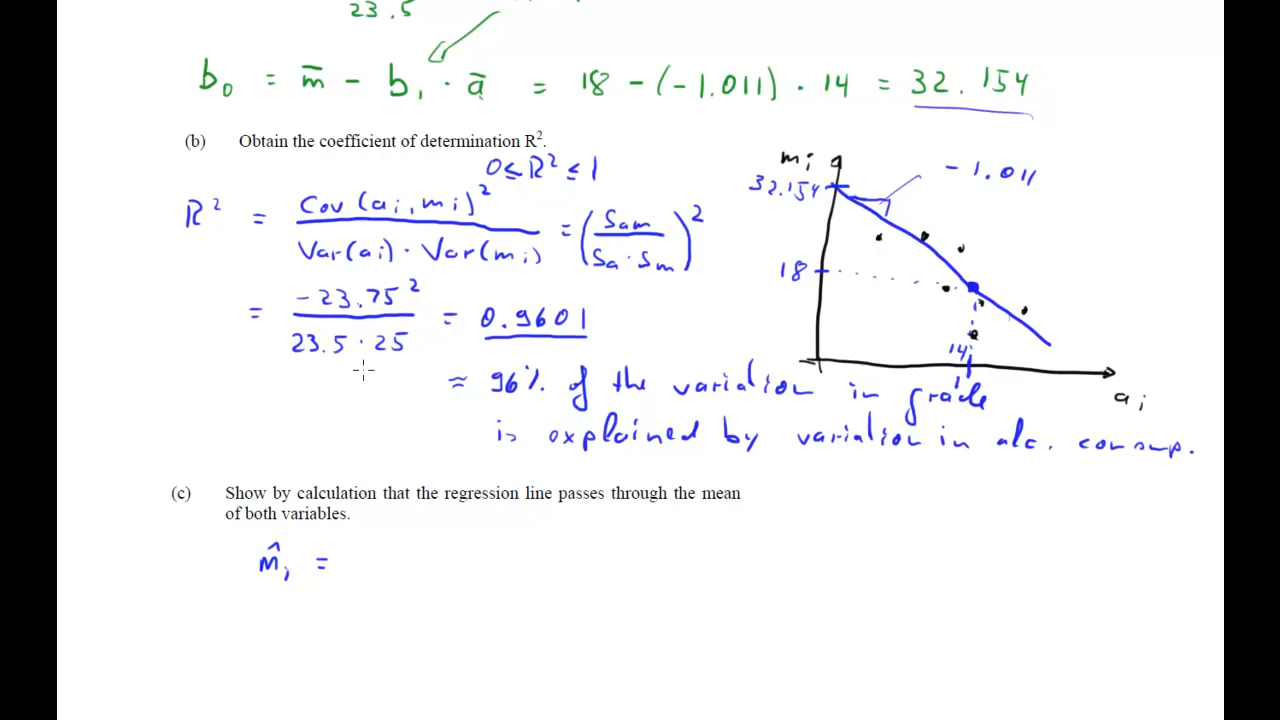 23.5
b₀ = m̄ - b₁ · ā = 18 - (-1.011) · 14 = 32.154
(b) Obtain the coefficient of determination R².
0 ≤ R² ≤ 1
R² = Cov(aᵢ, mᵢ)² / Var(aᵢ) · Var(mᵢ) = (Sam / Sa · Sm)²
= -23.75² / 23.5 · 25 = 0.9601
≈ 96% of the variation in grade
is explained by variation in alc. consup.
mᵢ
- 1.011
32.154
18
14
aᵢ
(c) Show by calculation that the regression line passes through the mean
of both variables.
m̂ᵢ =